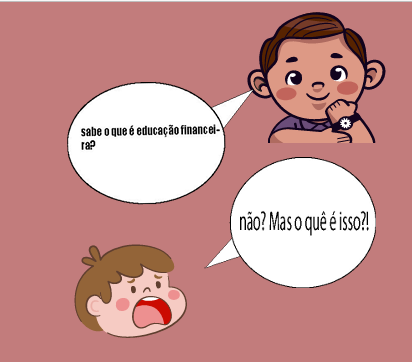 sabe o que é educação financei-
ra?
não? Mas o quê é isso?!